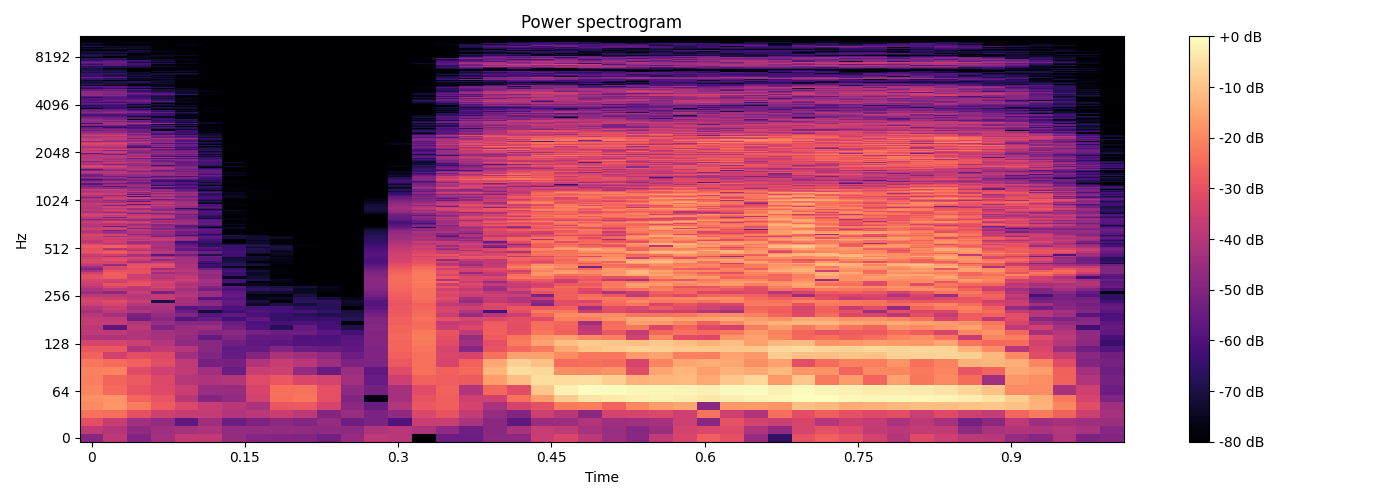 Power spectrogram
8192
4096
2048
1024
512
256
128
64
0
Hz
0 0.15 0.3 0.45 0.6 0.75 0.9
Time
+0 dB
-10 dB
-20 dB
-30 dB
-40 dB
-50 dB
-60 dB
-70 dB
-80 dB